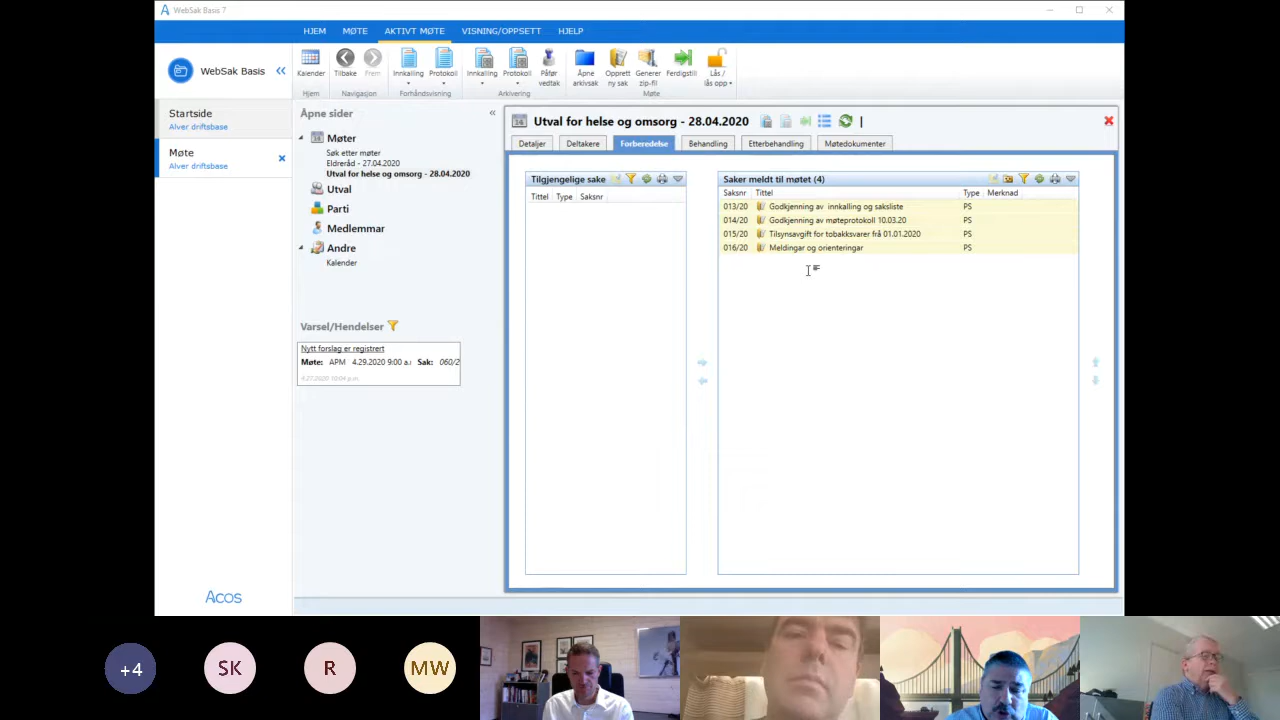 WebSak Basis 7
HJEM MØTE AKTIVT MØTE VISNING/OPPSETT HJELP
WebSak Basis
Kalender Tilbake Frem Innkalling Protokoll Innkalling Protokoll Påfør vedtak Åpne arkivsak Opprett ny sak Generer zip-fil Ferdigstill Lås / lås opp
Hjem Navigasjon Forhåndsvisning Arkivering Møte
Startside
Alver driftsbase
Møte
Alver driftsbase
Acos
Åpne sider
Møter
Søk etter møter
Eldreråd - 27.04.2020
Utval for helse og omsorg - 28.04.2020
Utval
Parti
Medlemmar
Andre
Kalender
Varsel/Hendelser
Nytt forslag er registrert
Møte: APM 4.29.2020 9:00 a.ı Sak: 060/2
4.27.2020 10:04 p.m.
14 Utval for helse og omsorg - 28.04.2020
Detaljer Deltakere Forberedelse Behandling Etterbehandling Møtedokumenter
Tilgjengelige sake
Tittel Type Saksnr
Saker meldt til møtet (4)
Saksnr Tittel Type Merknad
013/20 Godkjenning av innkalling og saksliste PS
014/20 Godkjenning av møteprotokoll 10.03.20 PS
015/20 Tilsynsavgift for tobakksvarer frå 01.01.2020 PS
016/20 Meldingar og orienteringar PS
+4 SK R MW